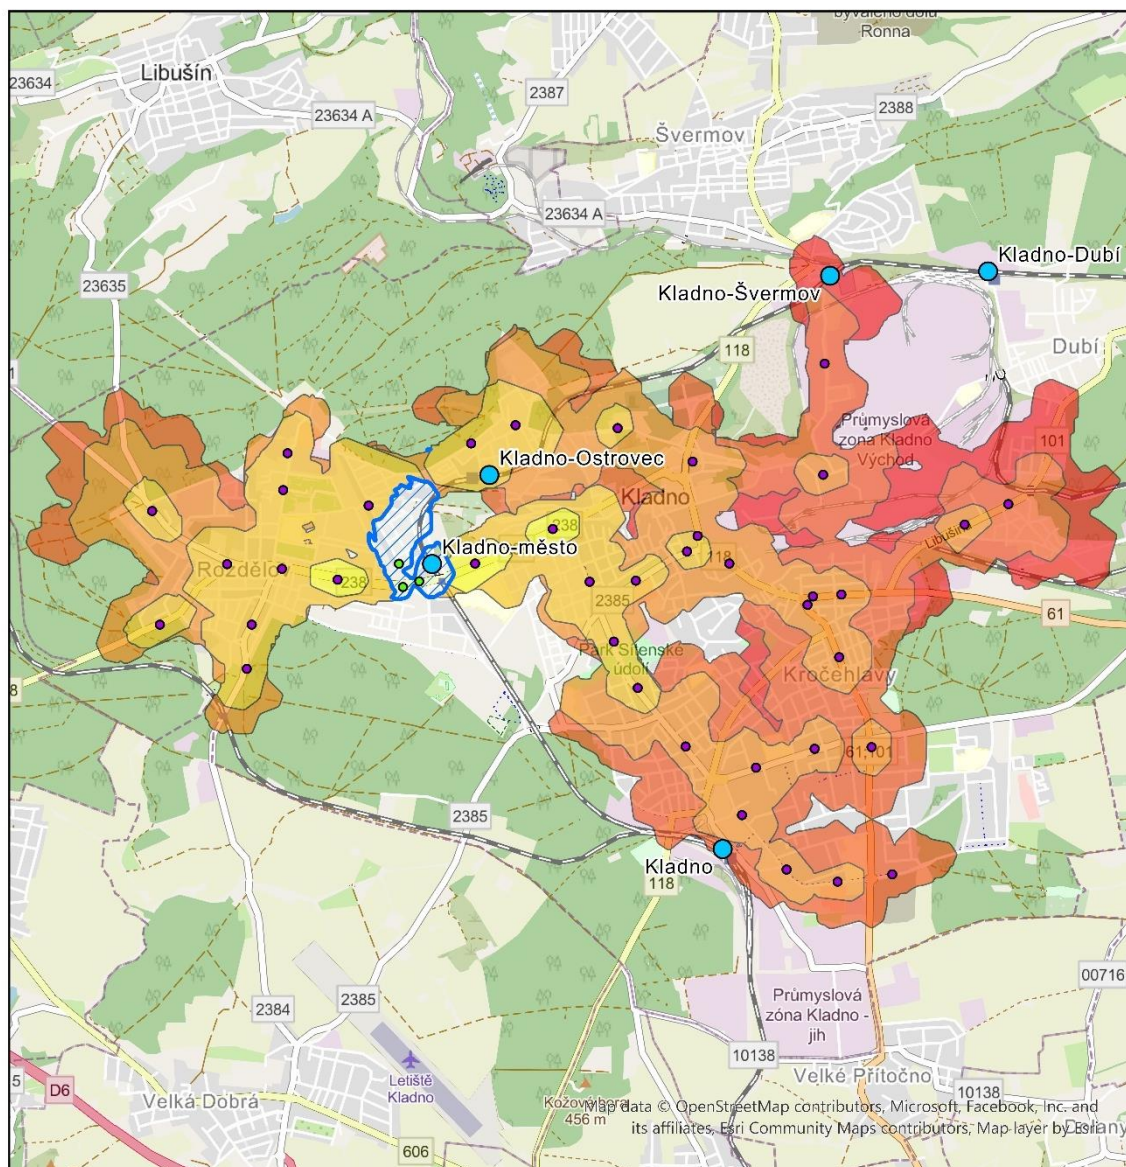 bývalého dolu
Ronna
Libušín
23634
2387
23634 A
2388
Švermov
23634 A
Kladno-Dubí
23635
Kladno-Švermov
118
Dubí
Průmyslová
zona Kladno
Východ
101
Kladno-Ostrovec
Kladno
238
Kladno-město
Libušina
118
Rozdělov
238
2385
61
Park Sítenské
údolí
Kročehlavy
61;101
2385
Kladno
118
00716
2384
2385
Průmyslová
zóna Kladno -
jih
10138
Letiště
Kladno
D6
Velké Přítočno
Velká Dobrá
10138
Kožova hora
456 m
Map data © OpenStreetMap contributors, Microsoft, Facebook, Inc. and
its affiliates, Esri Community Maps contributors, Map layer by Esri
606